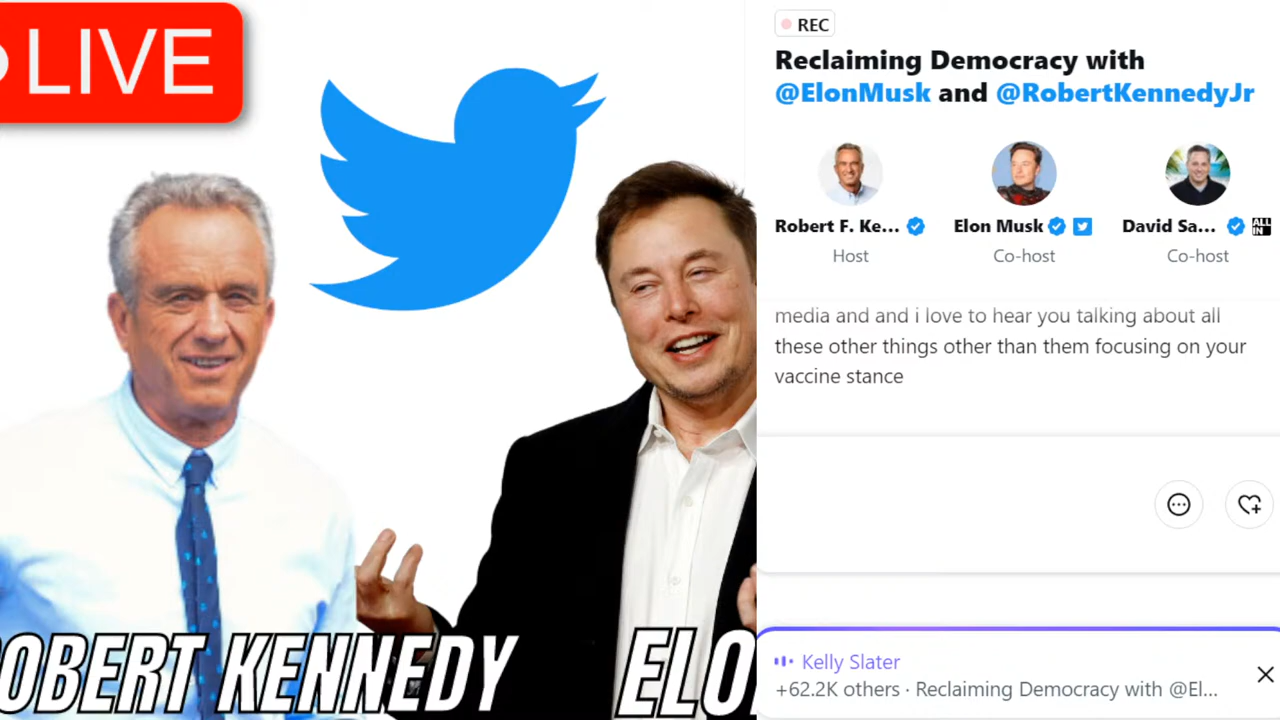 LIVE
OBERT KENNEDY
ELO
REC
Reclaiming Democracy with
@ElonMusk and @RobertKennedyJr
Robert F. Ke... Elon Musk David Sa... ALL IN
Host Co-host Co-host
media and and i love to hear you talking about all
these other things other than them focusing on your
vaccine stance
Kelly Slater
+62.2K others · Reclaiming Democracy with @El...